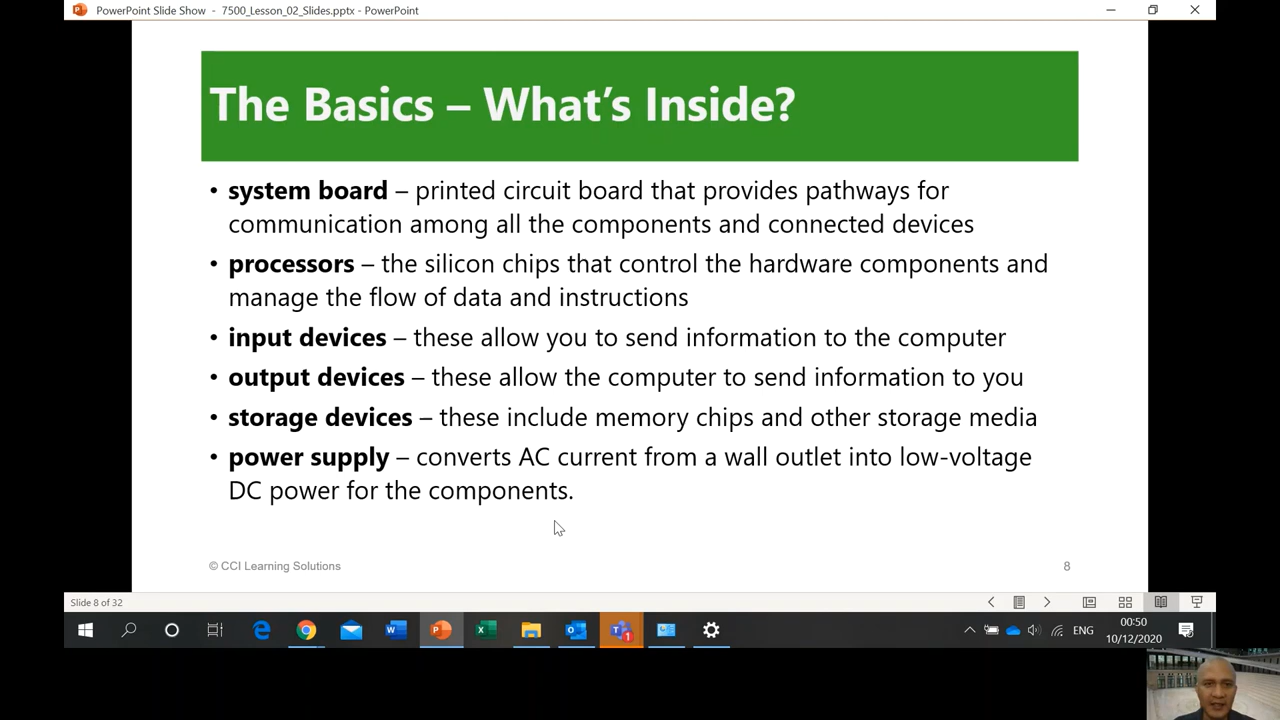 PowerPoint Slide Show - 7500_Lesson_02_Slides.pptx - PowerPoint
The Basics – What's Inside?
• system board – printed circuit board that provides pathways for
communication among all the components and connected devices
• processors – the silicon chips that control the hardware components and
manage the flow of data and instructions
• input devices – these allow you to send information to the computer
• output devices – these allow the computer to send information to you
• storage devices – these include memory chips and other storage media
• power supply – converts AC current from a wall outlet into low-voltage
DC power for the components.
© CCI Learning Solutions
8
Slide 8 of 32
ENG
00:50
10/12/2020